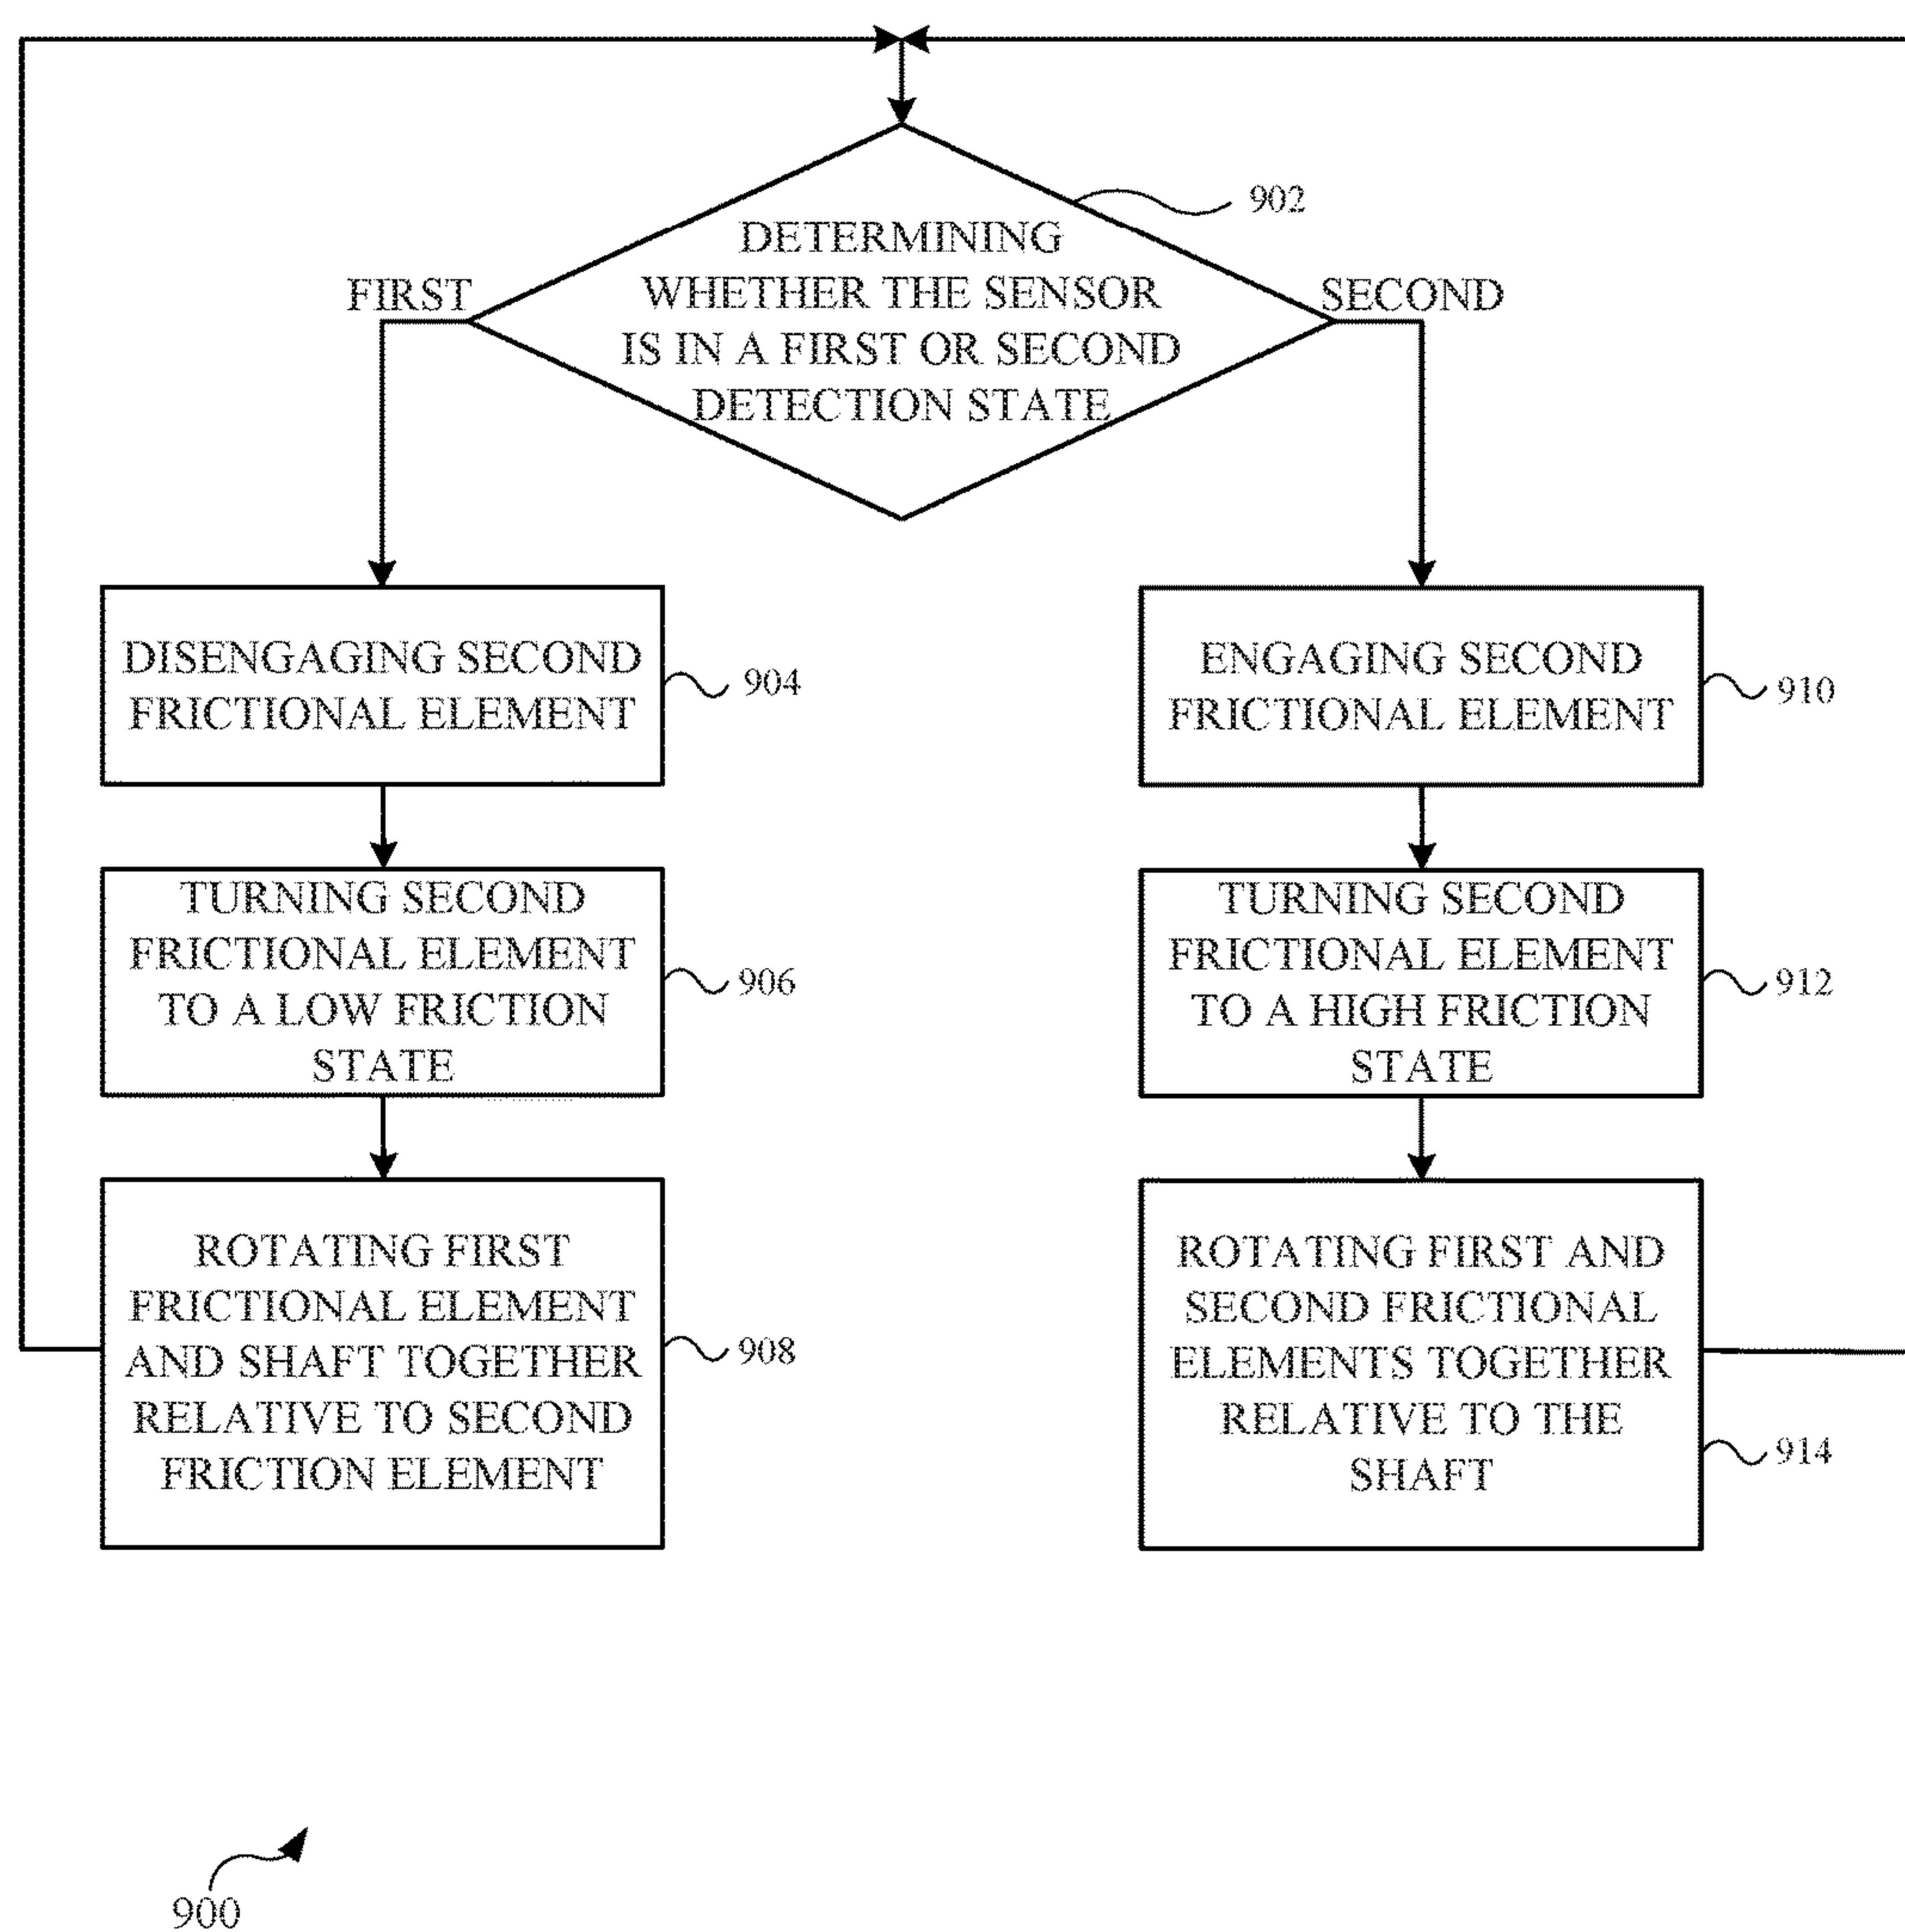 902
DETERMINING
WHETHER THE SENSOR
IS IN A FIRST OR SECOND
DETECTION STATE
FIRST
SECOND
DISENGAGING SECOND
FRICTIONAL ELEMENT
904
TURNING SECOND
FRICTIONAL ELEMENT
TO A LOW FRICTION
STATE
906
ROTATING FIRST
FRICTIONAL ELEMENT
AND SHAFT TOGETHER
RELATIVE TO SECOND
FRICTION ELEMENT
908
ENGAGING SECOND
FRICTIONAL ELEMENT
910
TURNING SECOND
FRICTIONAL ELEMENT
TO A HIGH FRICTION
STATE
912
ROTATING FIRST AND
SECOND FRICTIONAL
ELEMENTS TOGETHER
RELATIVE TO THE
SHAFT
914
900